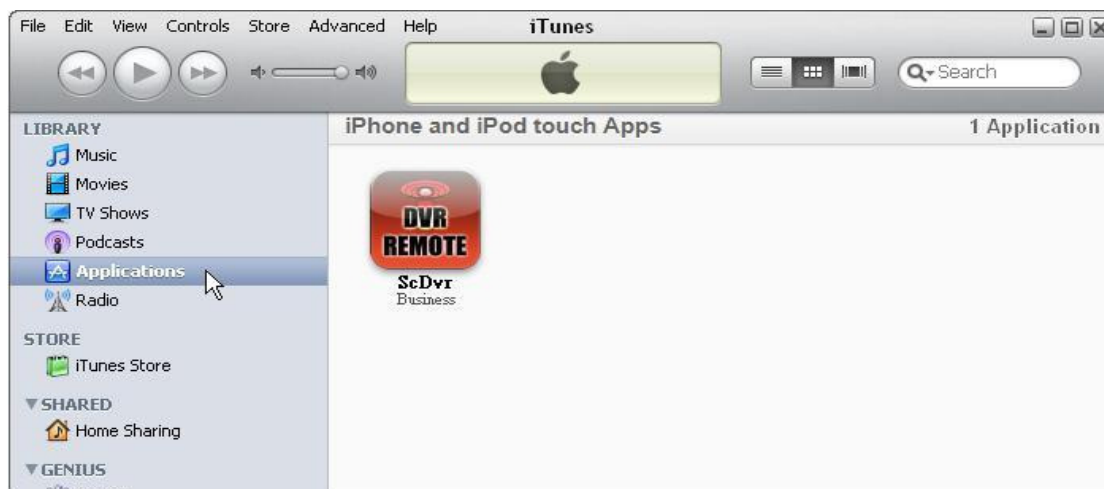 File Edit View Controls Store Advanced Help iTunes
Search
LIBRARY
Music
Movies
TV Shows
Podcasts
Applications
Radio
STORE
iTunes Store
SHARED
Home Sharing
GENIUS
iPhone and iPod touch Apps 1 Application
DVR
REMOTE
ScDvr
Business